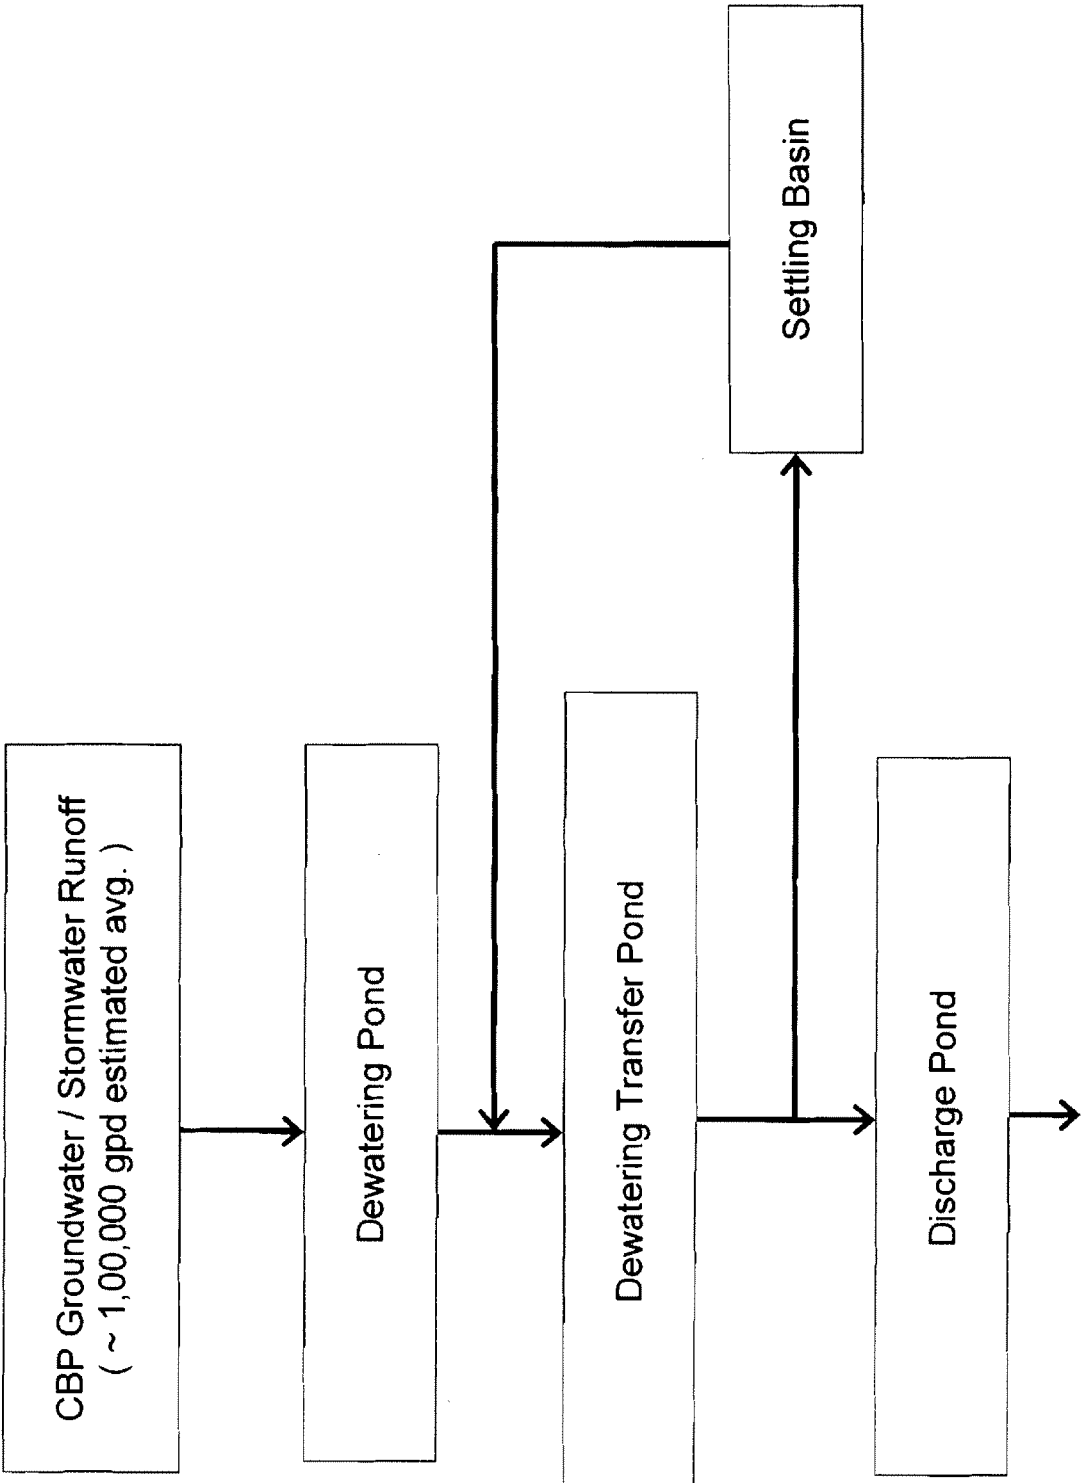 CBP Groundwater / Stormwater Runoff
( ~ 1,00,000 gpd estimated avg. )
Dewatering Pond
Dewatering Transfer Pond
Settling Basin
Discharge Pond